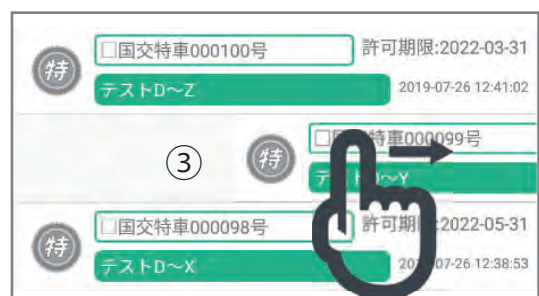 特
□国交特車000100号
許可期限:2022-03-31
テストD～Z
2019-07-26 12:41:02
③
特
特車000099号
D～Y
特
□国交特車000098号
許可期
:2022-05-31
テストD～X
07-26 12:38:53